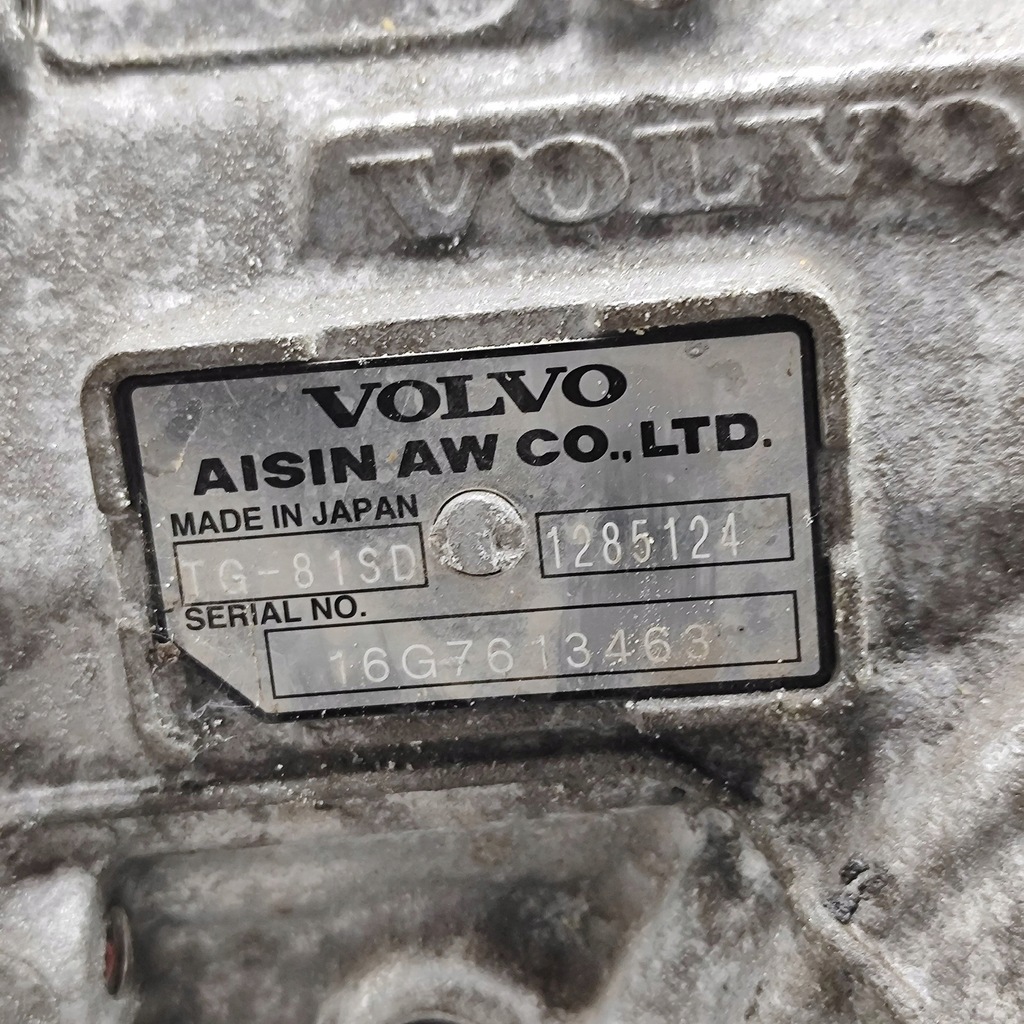 VOLVO
VOLVO
AISIN AW CO., LTD.
MADE IN JAPAN
TG-81SD 1285124
SERIAL NO.
16G7613463